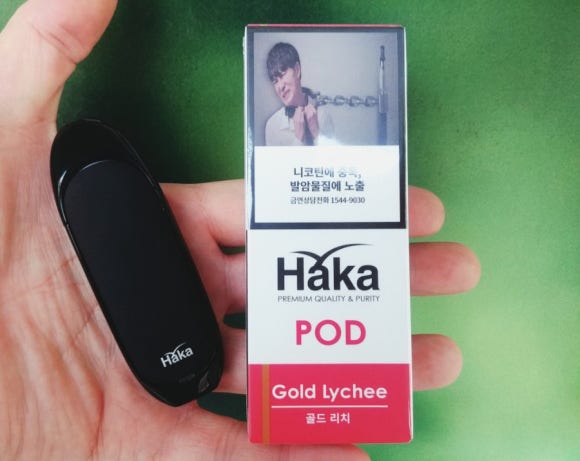 니코틴에 중독,
발암물질에 노출
금연상담전화 1544-9030
Haka
PREMIUM QUALITY & PURITY
POD
Gold Lychee
골드 리치
Haka